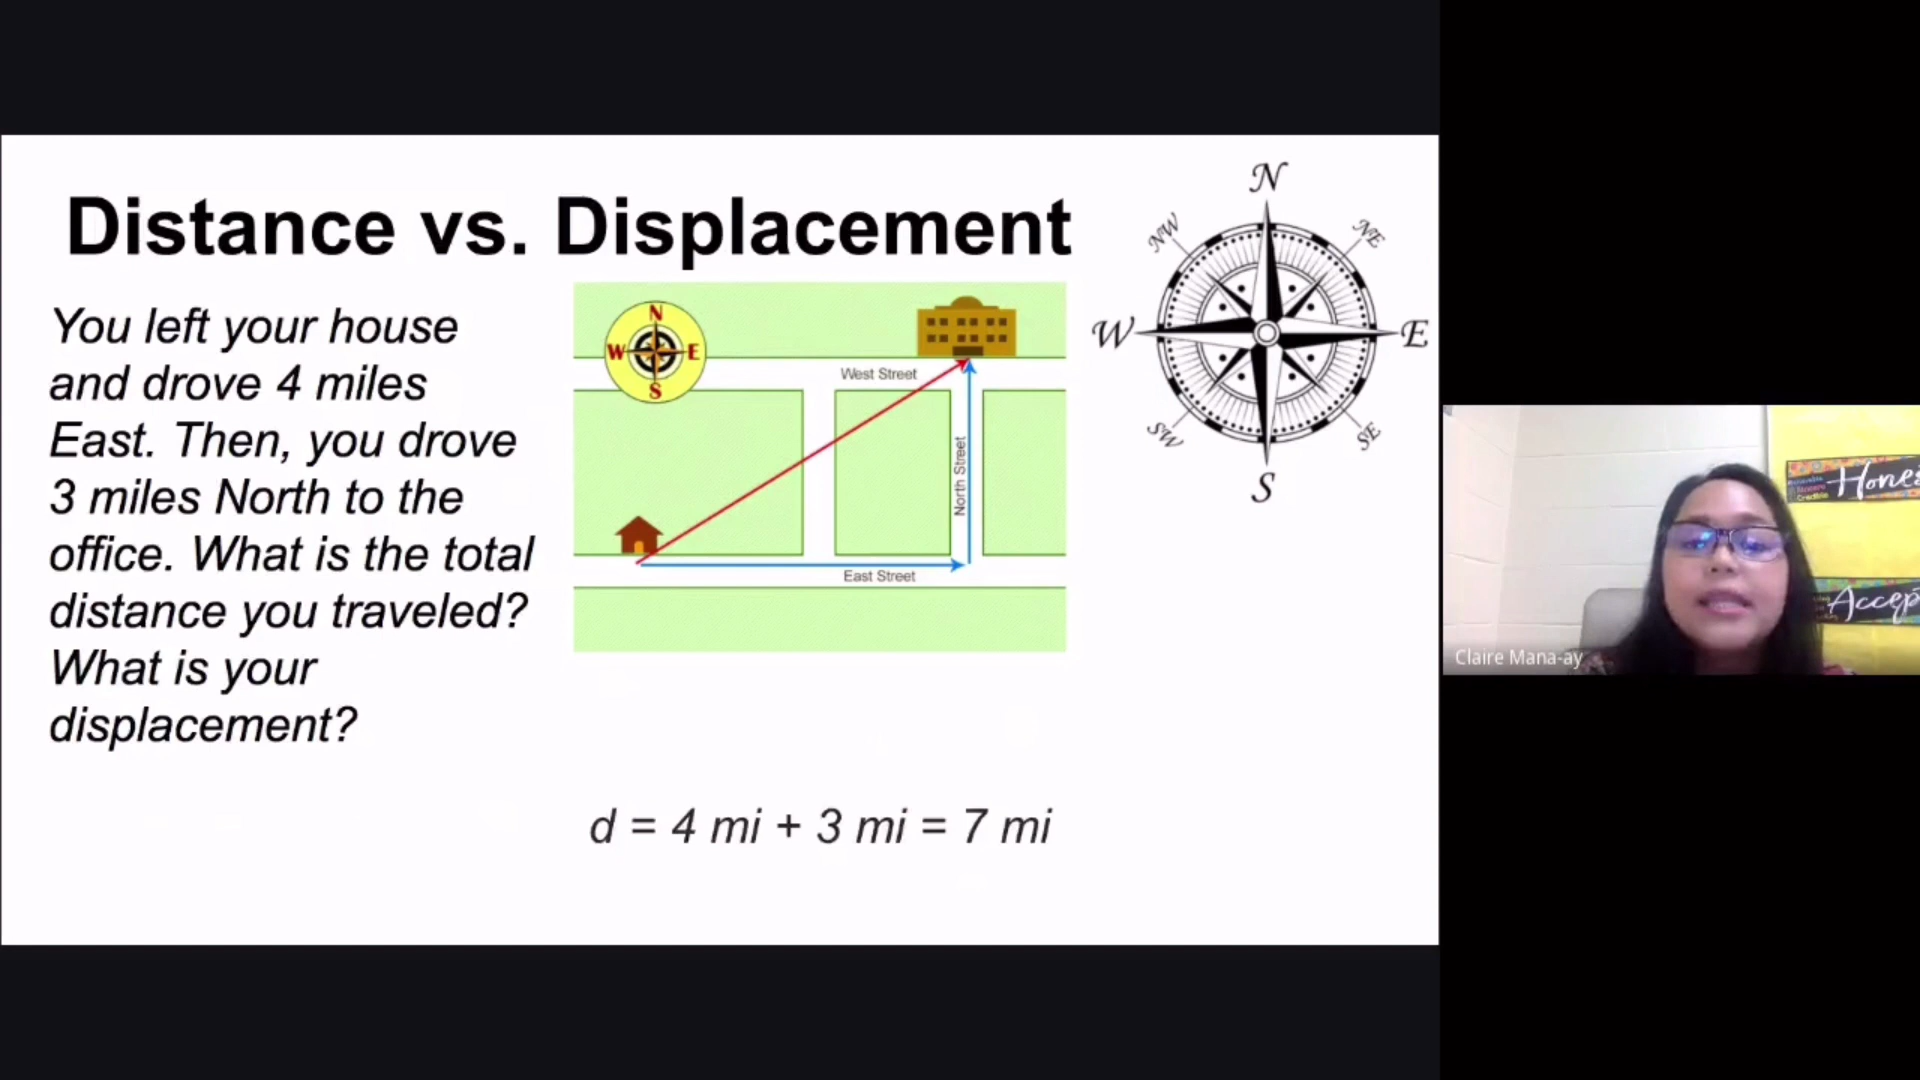 Distance vs. Displacement
You left your house
and drove 4 miles
East. Then, you drove
3 miles North to the
office. What is the total
distance you traveled?
What is your
displacement?
N
W E
S
West Street
North Street
East Street
N
NW NE
W E
SW SE
S
d = 4 mi + 3 mi = 7 mi
Claire Mana-ay
Hones
Accep